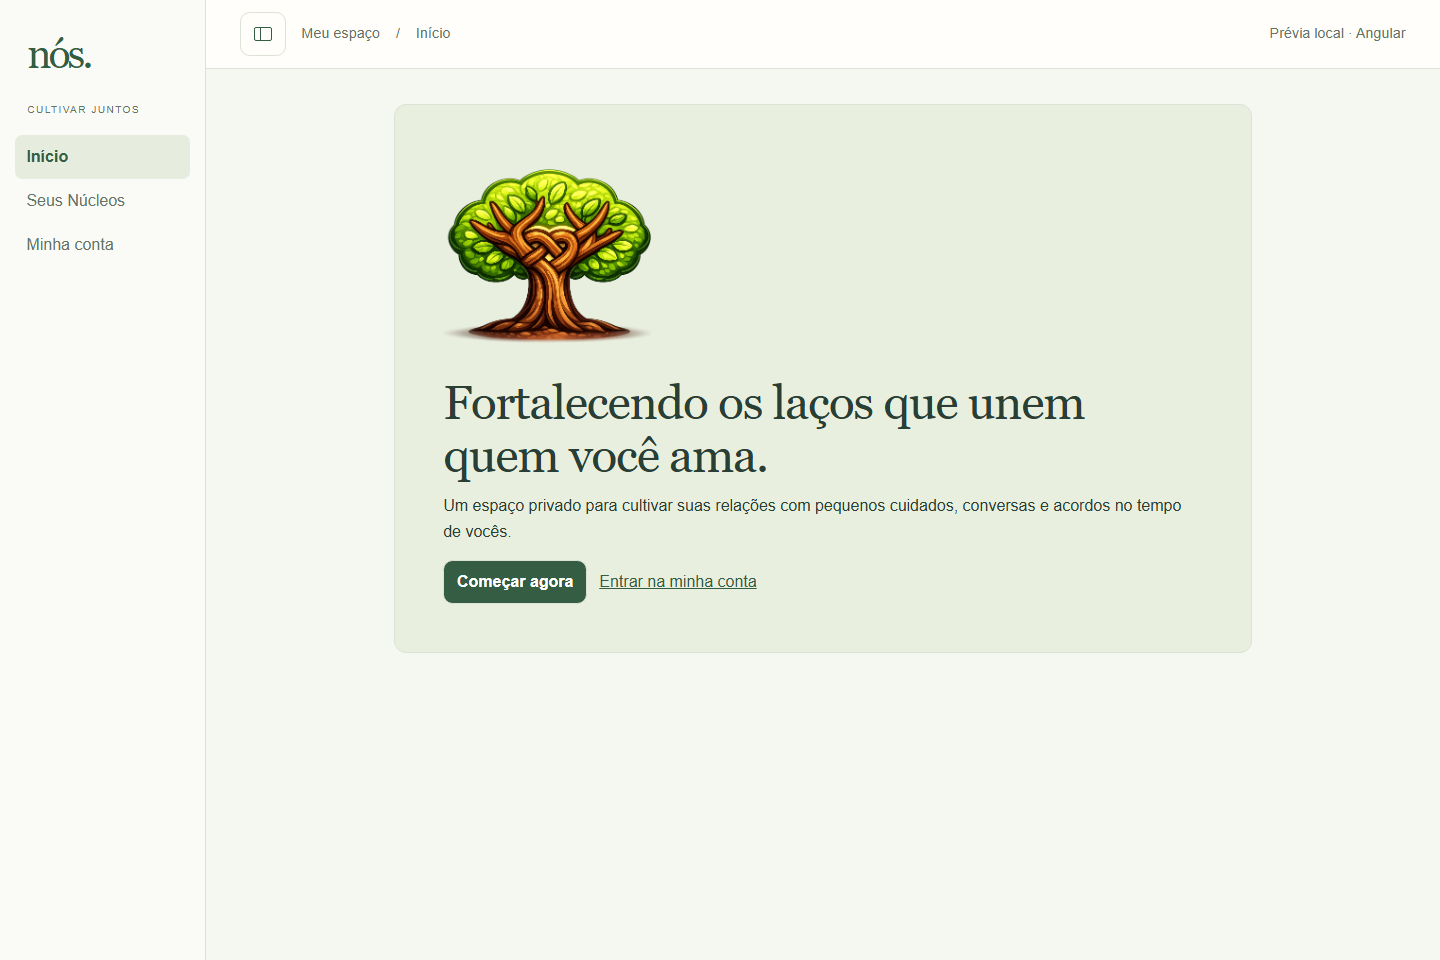 nós.
CULTIVAR JUNTOS
Início
Seus Núcleos
Minha conta
Meu espaço / Início
Prévia local · Angular
Fortalecendo os laços que unem
quem você ama.
Um espaço privado para cultivar suas relações com pequenos cuidados, conversas e acordos no tempo
de vocês.
Começar agora
Entrar na minha conta